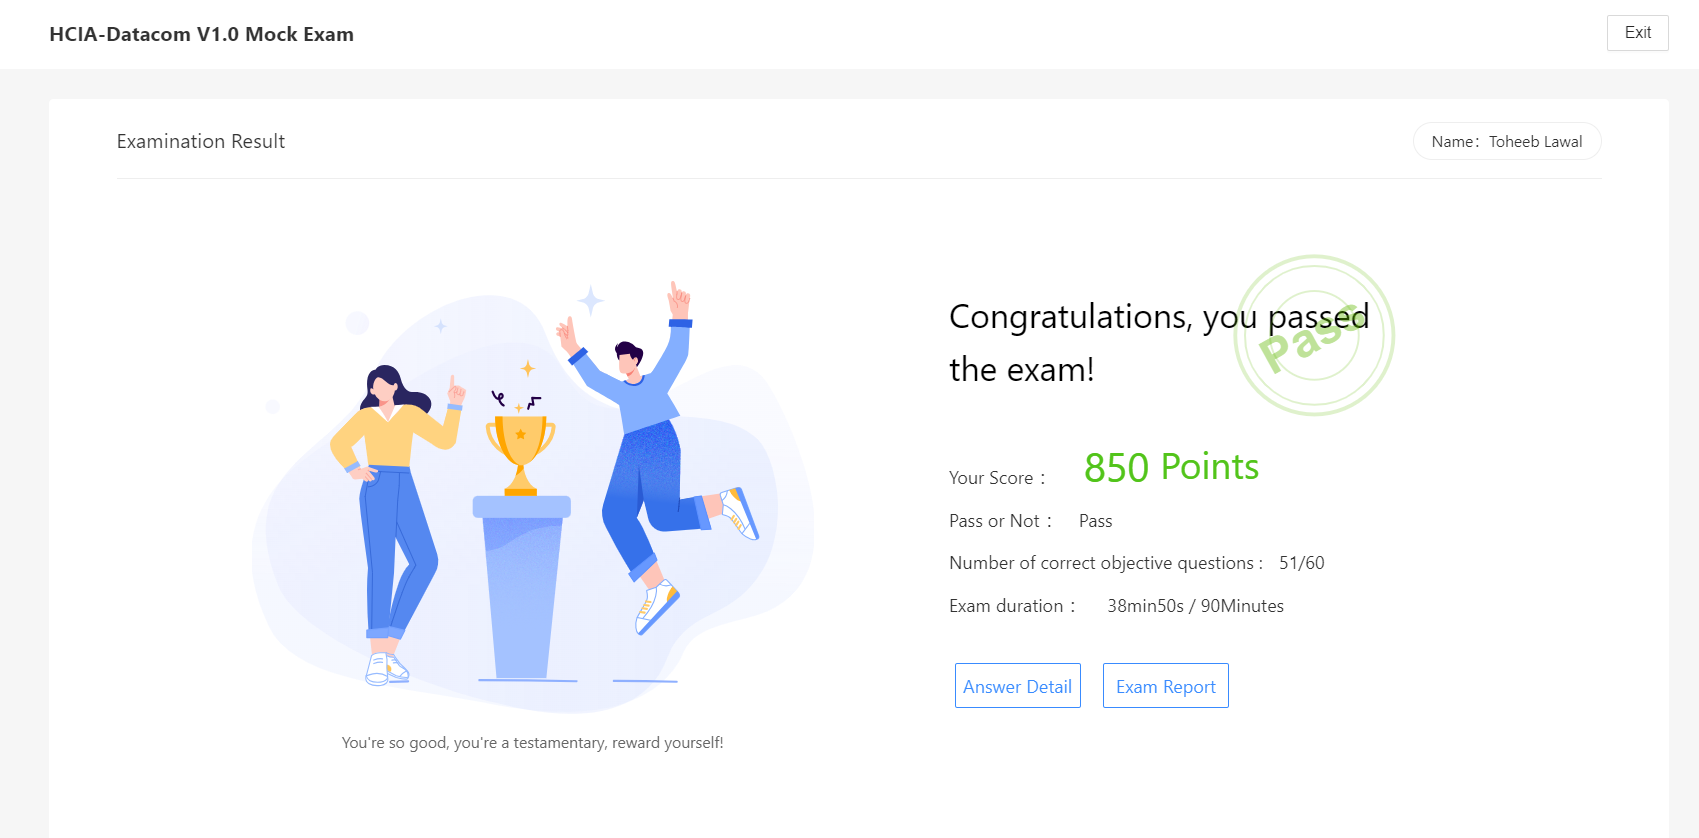 HCIA-Datacom V1.0 Mock Exam
Exit
Examination Result
Name：Toheeb Lawal
Congratulations, you passed
the exam!
Pass
Your Score： 850 Points
Pass or Not： Pass
Number of correct objective questions： 51/60
Exam duration： 38min50s / 90Minutes
Answer Detail
Exam Report
You're so good, you're a testamentary, reward yourself!